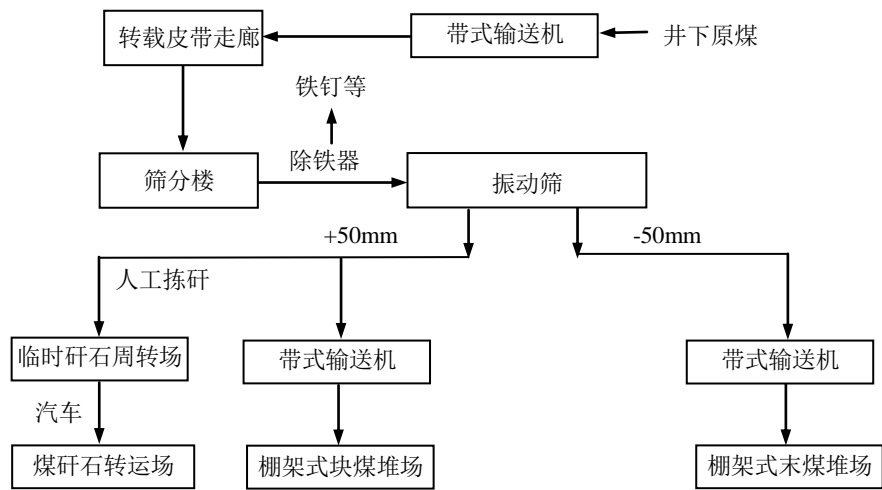 转载皮带走廊
带式输送机
井下原煤
铁钉等
筛分楼
除铁器
振动筛
+50mm
-50mm
人工拣矸
临时矸石周转场
带式输送机
带式输送机
汽车
煤矸石转运场
棚架式块煤堆场
棚架式末煤堆场